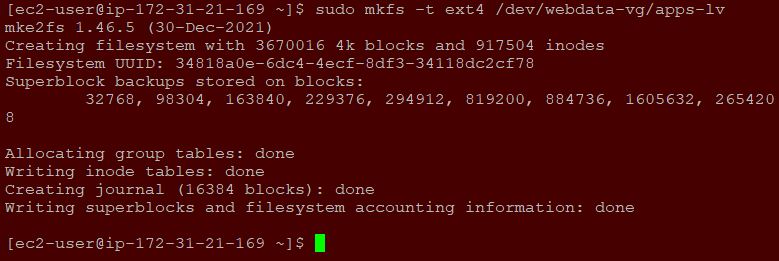 [ec2-user@ip-172-31-21-169 ~]$ sudo mkfs -t ext4 /dev/webdata-vg/apps-lv
mke2fs 1.46.5 (30-Dec-2021)
Creating filesystem with 3670016 4k blocks and 917504 inodes
Filesystem UUID: 34818a0e-6dc4-4ecf-8df3-34118dc2cf78
Superblock backups stored on blocks:
        32768, 98304, 163840, 229376, 294912, 819200, 884736, 1605632, 265420
8

Allocating group tables: done
Writing inode tables: done
Creating journal (16384 blocks): done
Writing superblocks and filesystem accounting information: done

[ec2-user@ip-172-31-21-169 ~]$